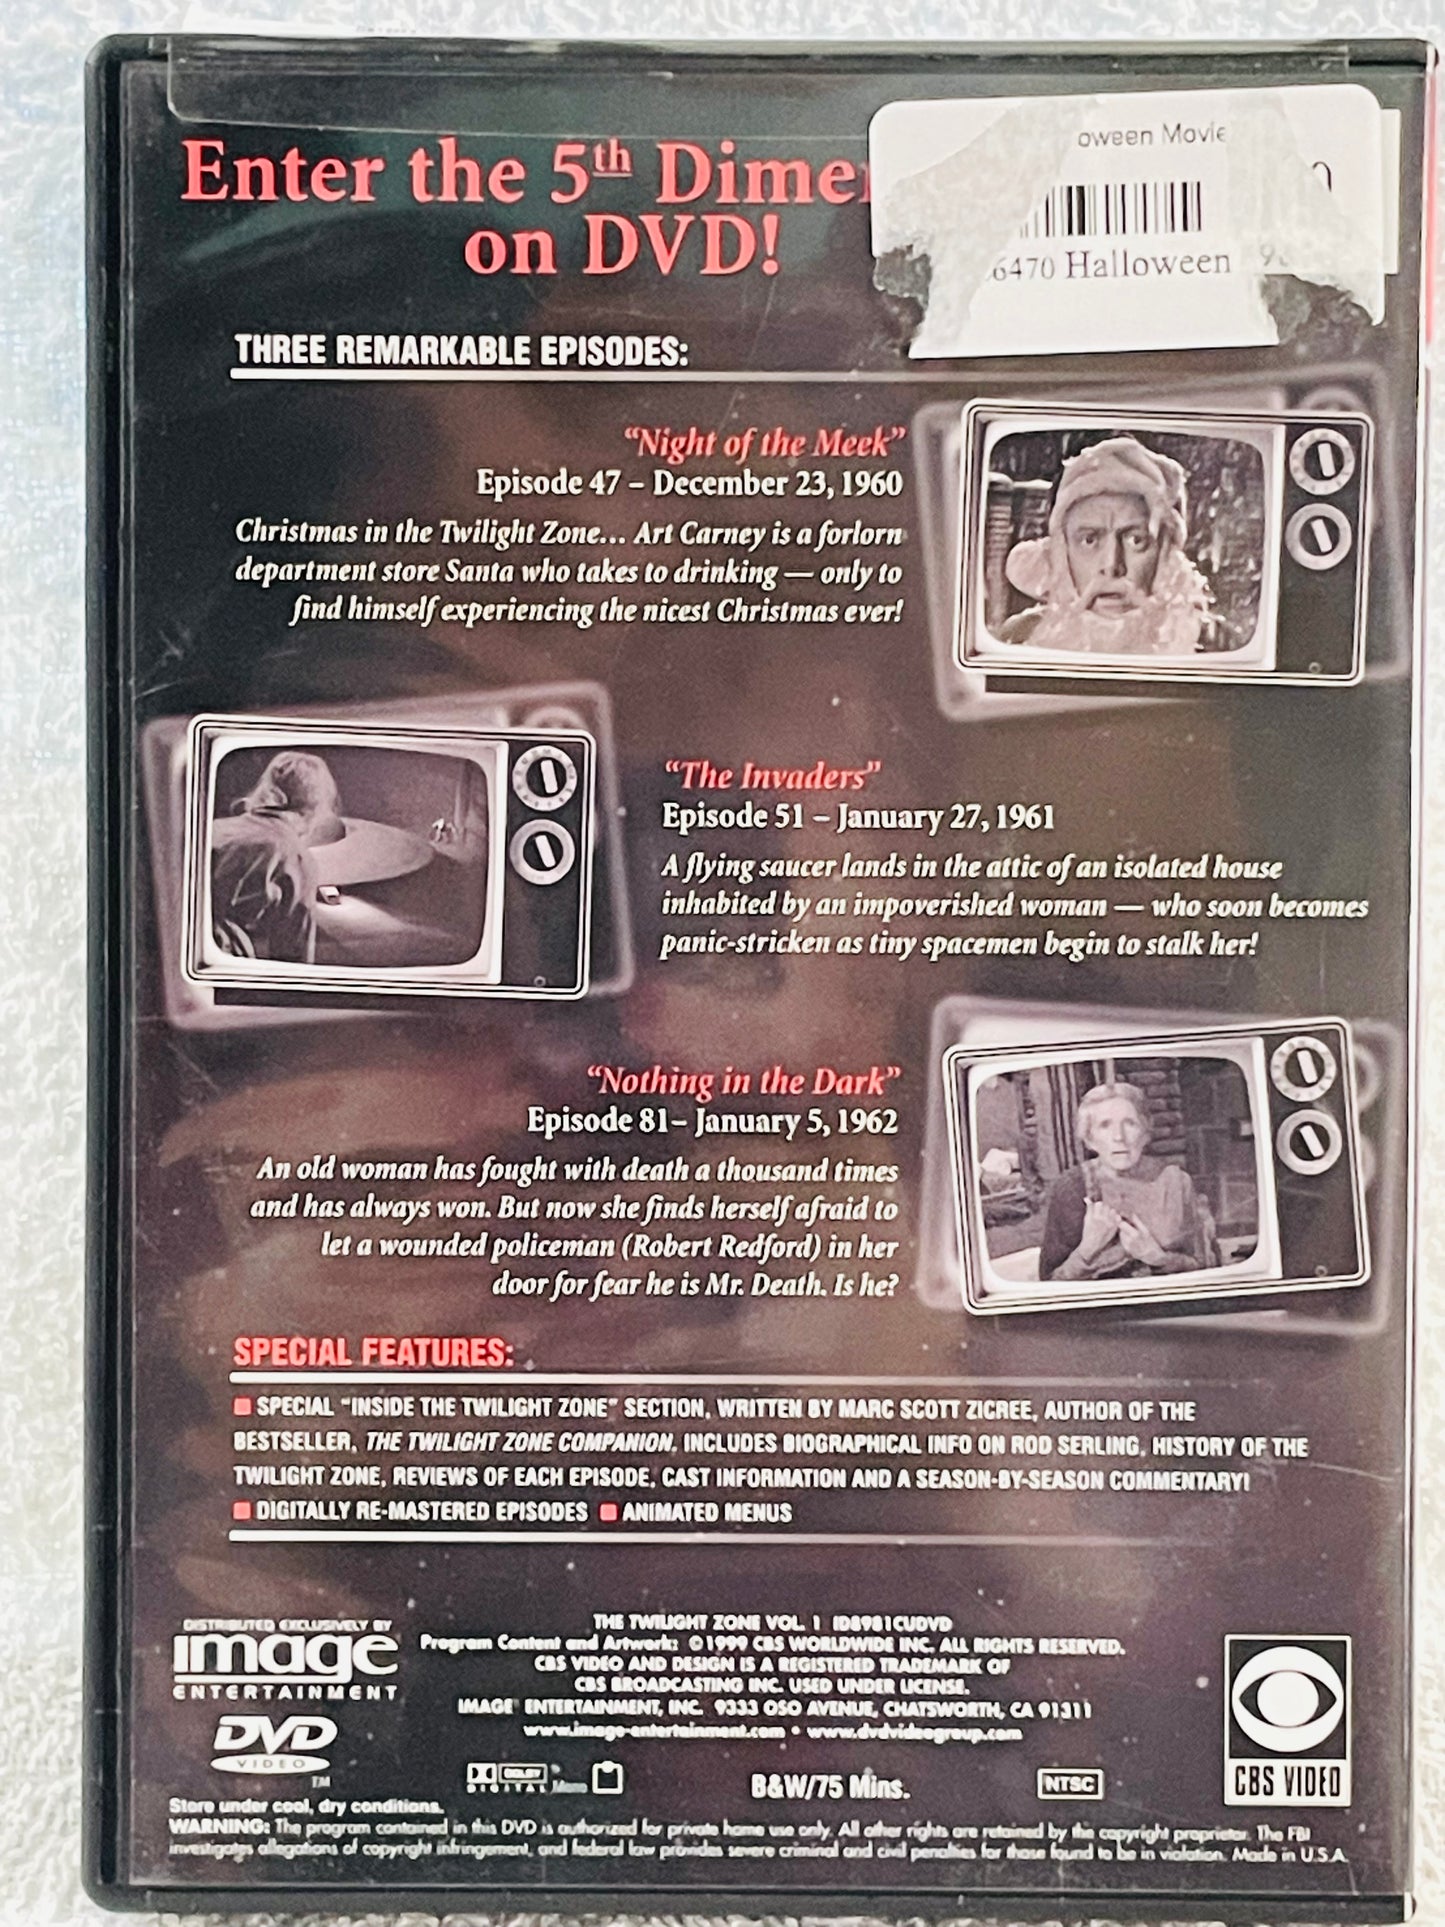 Enter the 5th
on DVD!
oween Movie
6470 Halloween
THREE REMARKABLE EPISODES:
"Night of the Meek"
Episode 47 – December 23, 1960
Christmas in the Twilight Zone... Art Carney is a forlorn
department store Santa who takes to drinking — only to
find himself experiencing the nicest Christmas ever!
"The Invaders"
Episode 51 – January 27, 1961
A flying saucer lands in the attic of an isolated house
inhabited by an impoverished woman — who soon becomes
panic-stricken as tiny spacemen begin to stalk her!
"Nothing in the Dark"
Episode 81– January 5, 1962
An old woman has fought with death a thousand times
and has always won. But now she finds herself afraid to
let a wounded policeman (Robert Redford) in her
door for fear he is Mr. Death. Is he?
SPECIAL FEATURES:
■ SPECIAL "INSIDE THE TWILIGHT ZONE" SECTION, WRITTEN BY MARC SCOTT ZICREE, AUTHOR OF THE
BESTSELLER, THE TWILIGHT ZONE COMPANION, INCLUDES BIOGRAPHICAL INFO ON ROD SERLING, HISTORY OF THE
TWILIGHT ZONE, REVIEWS OF EACH EPISODE, CAST INFORMATION AND A SEASON-BY-SEASON COMMENTARY!
■ DIGITALLY RE-MASTERED EPISODES ■ ANIMATED MENUS
DISTRIBUTED EXCLUSIVELY BY
image
ENTERTAINMENT
DVD
VIDEO
TM
THE TWILIGHT ZONE VOL. 1 ID8981CUDVD
Program Content and Artwork: ©1999 CBS WORLDWIDE INC. ALL RIGHTS RESERVED.
CBS VIDEO AND DESIGN IS A REGISTERED TRADEMARK OF
CBS BROADCASTING INC. USED UNDER LICENSE.
IMAGE ENTERTAINMENT, INC. 9333 OSO AVENUE, CHATSWORTH, CA 91311
www.image-entertainment.com • www.dvdvideogroup.com
DOLBY
DIGITAL Mono
B&W/75 Mins.
NTSC
CBS VIDEO
Store under cool, dry conditions.
WARNING: The program contained in this DVD is authorized for private home use only. All other rights are retained by the copyright proprietor. The FBI
investigates allegations of copyright infringement, and federal law provides severe criminal and civil penalties for those found to be in violation. Made in U.S.A.